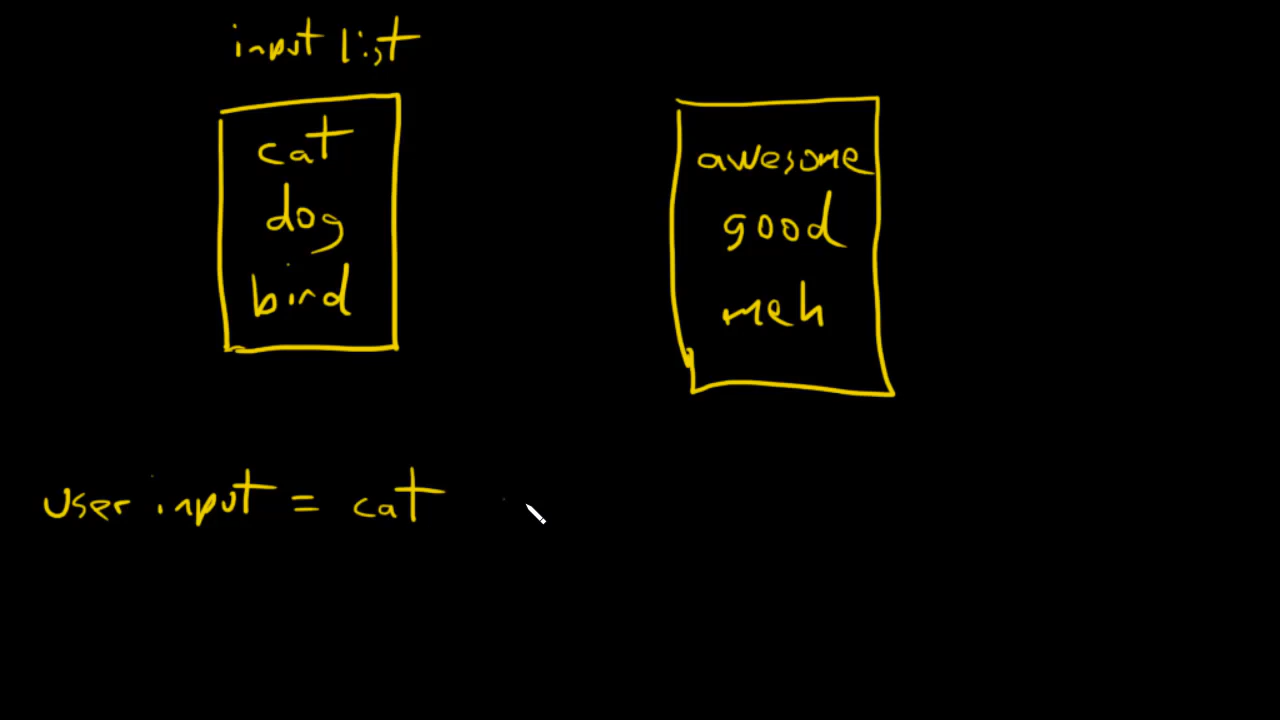 input list
cat
dog
bird
awesome
good
meh
user input = cat